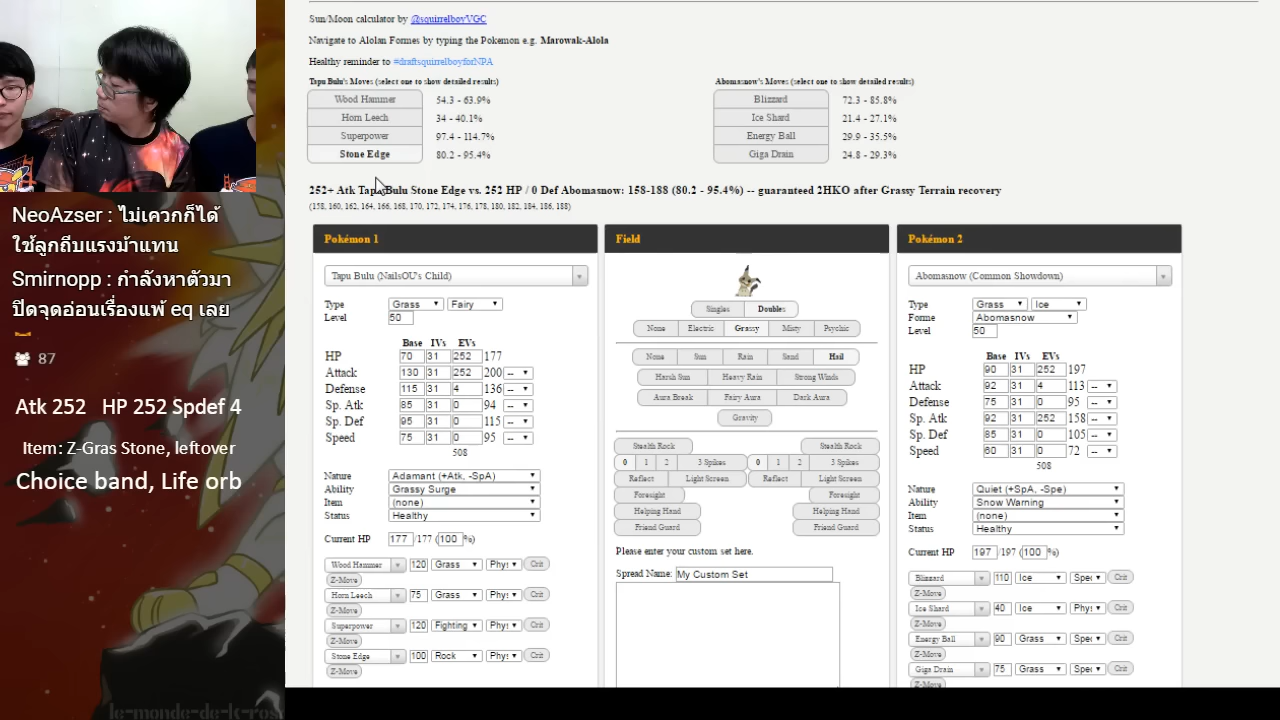 Sun/Moon calculator by @squirrelboyVGC
Navigate to Alolan Formes by typing the Pokemon e.g. Marowak-Alola
Healthy reminder to #draftsquirrelboyforNPA
Tapu Bulu's Moves (select one to show detailed results)
Wood Hammer 54.3 - 63.9%
Horn Leech 34 - 40.1%
Superpower 97.4 - 114.7%
Stone Edge 80.2 - 95.4%
Abomasnow's Moves (select one to show detailed results)
Blizzard 72.3 - 85.8%
Ice Shard 21.4 - 27.1%
Energy Ball 29.9 - 35.5%
Giga Drain 24.8 - 29.3%
252+ Atk Tapu Bulu Stone Edge vs. 252 HP / 0 Def Abomasnow: 158-188 (80.2 - 95.4%) -- guaranteed 2HKO after Grassy Terrain recovery
(158, 160, 162, 164, 166, 168, 170, 172, 174, 176, 178, 180, 182, 184, 186, 188)
NeoAzser : ไม่เควกก็ได้
ใช้ลูกถีบแรงม้าแทน
Smirnopp : กำลังหาตัวมา
ปิดจุดอ่อนเรื่องแพ้ eq เลย
87
Atk 252 HP 252 Spdef 4
Item: Z-Gras Stone, leftover
Choice band, Life orb
le-monde-de-k-ros
Pokémon 1
Tapu Bulu (NailsOU's Child)
Type Grass Fairy
Level 50
Base IVs EVs
HP 70 31 252 177
Attack 130 31 252 200 --
Defense 115 31 4 136 --
Sp. Atk 85 31 0 94 --
Sp. Def 95 31 0 115 --
Speed 75 31 0 95 --
508
Nature Adamant (+Atk, -SpA)
Ability Grassy Surge
Item (none)
Status Healthy
Current HP 177 /177 (100 %)
Wood Hammer 120 Grass Phys Crit
Z-Move
Horn Leech 75 Grass Phys Crit
Z-Move
Superpower 120 Fighting Phys Crit
Z-Move
Stone Edge 100 Rock Phys Crit
Z-Move
Field
Singles Doubles
None Electric Grassy Misty Psychic
None Sun Rain Sand Hail
Harsh Sun Heavy Rain Strong Winds
Aura Break Fairy Aura Dark Aura
Gravity
Stealth Rock Stealth Rock
0 1 2 3 Spikes 0 1 2 3 Spikes
Reflect Light Screen Reflect Light Screen
Foresight Foresight
Helping Hand Helping Hand
Friend Guard Friend Guard
Please enter your custom set here.
Spread Name: My Custom Set
Pokémon 2
Abomasnow (Common Showdown)
Type Grass Ice
Forme Abomasnow
Level 50
Base IVs EVs
HP 90 31 252 197
Attack 92 31 4 113 --
Defense 75 31 0 95 --
Sp. Atk 92 31 252 158 --
Sp. Def 85 31 0 105 --
Speed 60 31 0 72 --
508
Nature Quiet (+SpA, -Spe)
Ability Snow Warning
Item (none)
Status Healthy
Current HP 197 /197 (100 %)
Blizzard 110 Ice Spec Crit
Z-Move
Ice Shard 40 Ice Phys Crit
Z-Move
Energy Ball 90 Grass Spec Crit
Z-Move
Giga Drain 75 Grass Spec Crit
Z-Move